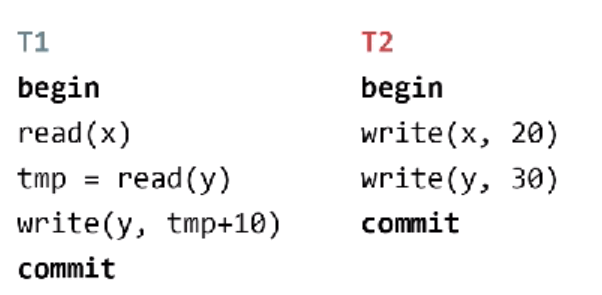 T1
begin
read(x)
tmp = read(y)
write(y, tmp+10)
commit
T2
begin
write(x, 20)
write(y, 30)
commit